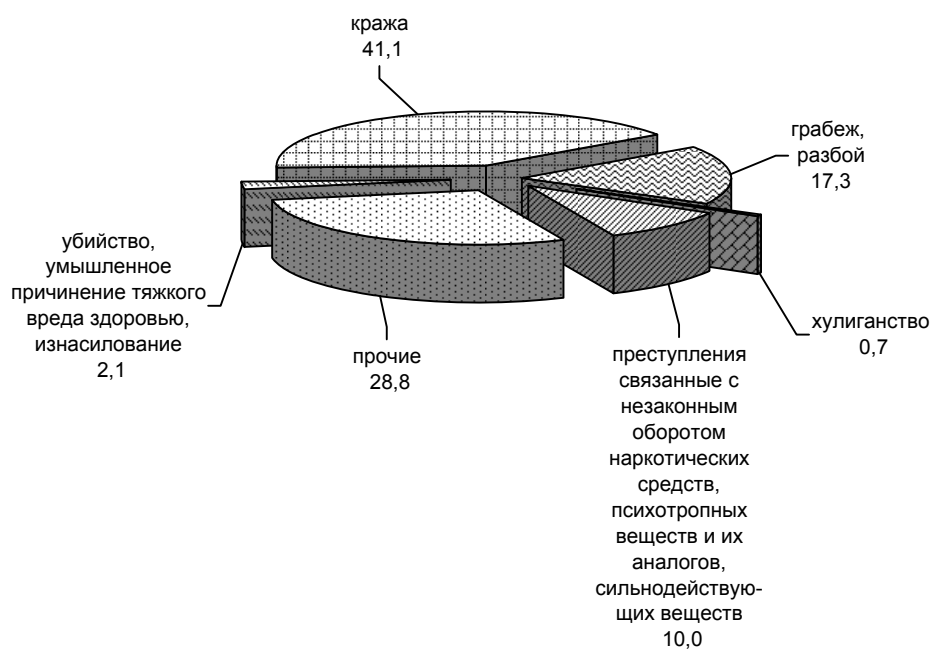 кража
41,1
грабеж,
разбой
17,3
хулиганство
0,7
преступления
связанные с
незаконным
оборотом
наркотических
средств,
психотропных
веществ и их
аналогов,
сильнодействую-
щих веществ
10,0
прочие
28,8
убийство,
умышленное
причинение тяжкого
вреда здоровью,
изнасилование
2,1